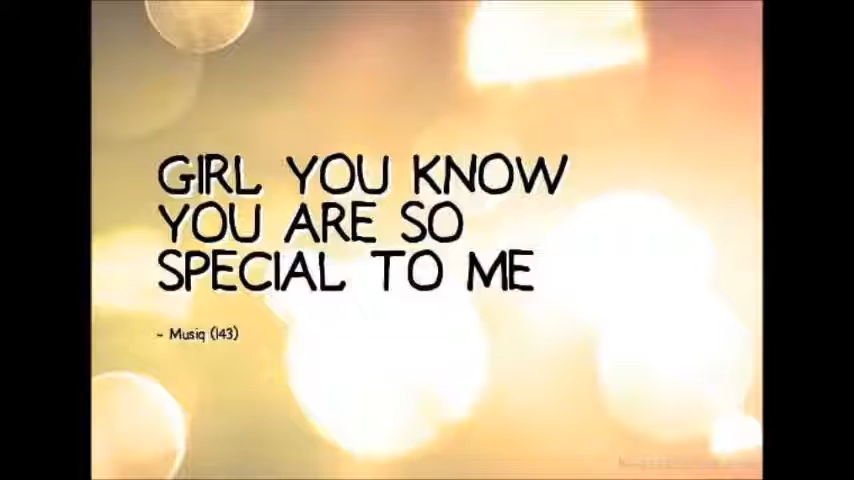 GIRL YOU KNOW
YOU ARE SO
SPECIAL TO ME
~ Musiq (143)